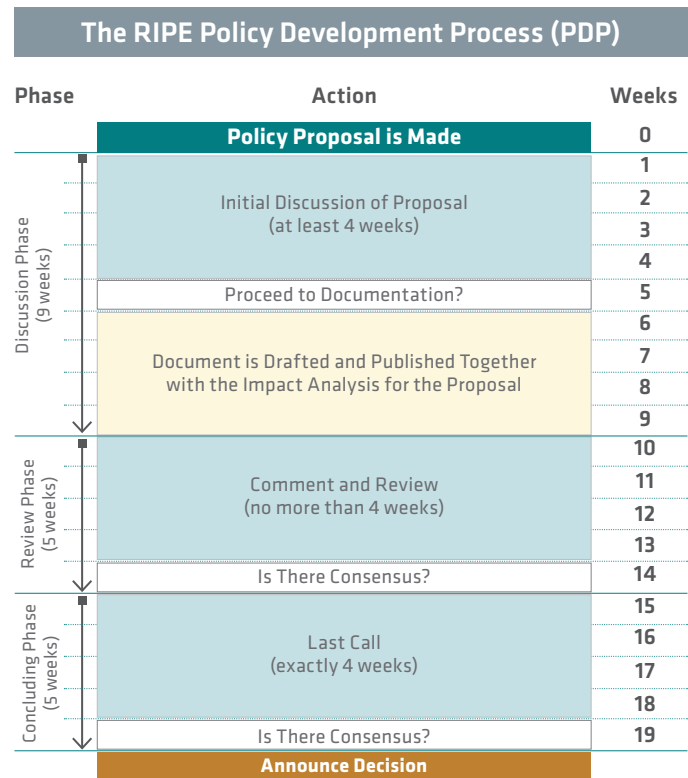 The RIPE Policy Development Process (PDP)
Phase Action Weeks
Policy Proposal is Made 0
Discussion Phase
(9 weeks)
1
Initial Discussion of Proposal 2
(at least 4 weeks) 3
4
Proceed to Documentation? 5
6
Document is Drafted and Published Together 7
with the Impact Analysis for the Proposal 8
9
Review Phase
(5 weeks)
10
Comment and Review 11
(no more than 4 weeks) 12
13
Is There Consensus? 14
Concluding Phase
(5 weeks)
15
Last Call 16
(exactly 4 weeks) 17
18
Is There Consensus? 19
Announce Decision